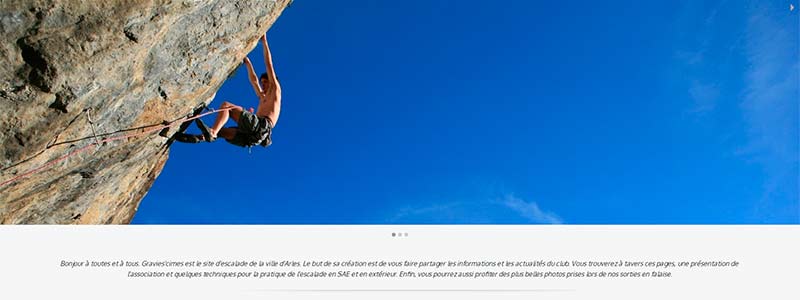 Bonjour à toutes et à tous. Gravies'cimes est le site d'escalade de la ville d'Arles. Le but de sa création est de vous faire partager les informations et les actualités du club. Vous trouverez à tavers ces pages, une présentation de
l'association et quelques techniques pour la pratique de l'escalade en SAE et en extérieur. Enfin, vous pourrez aussi profiter des plus belles photos prises lors de nos sorties en falaise.